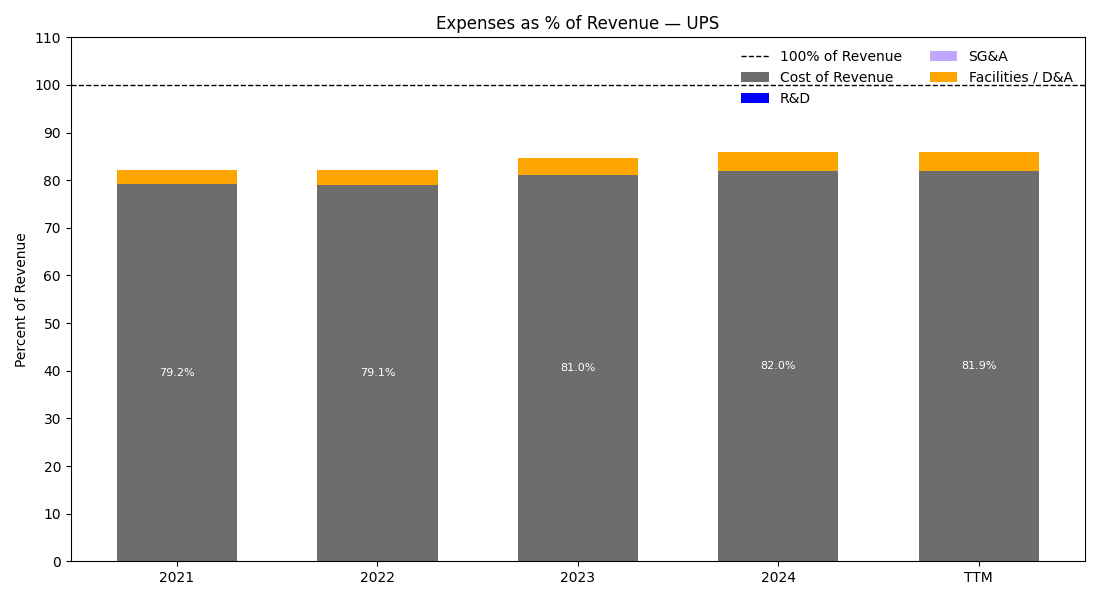 Expenses as % of Revenue — UPS
110
100
90
80
70
60
50
40
30
20
10
0
Percent of Revenue
100% of Revenue
Cost of Revenue
R&D
SG&A
Facilities / D&A
79.2%
79.1%
81.0%
82.0%
81.9%
2021
2022
2023
2024
TTM